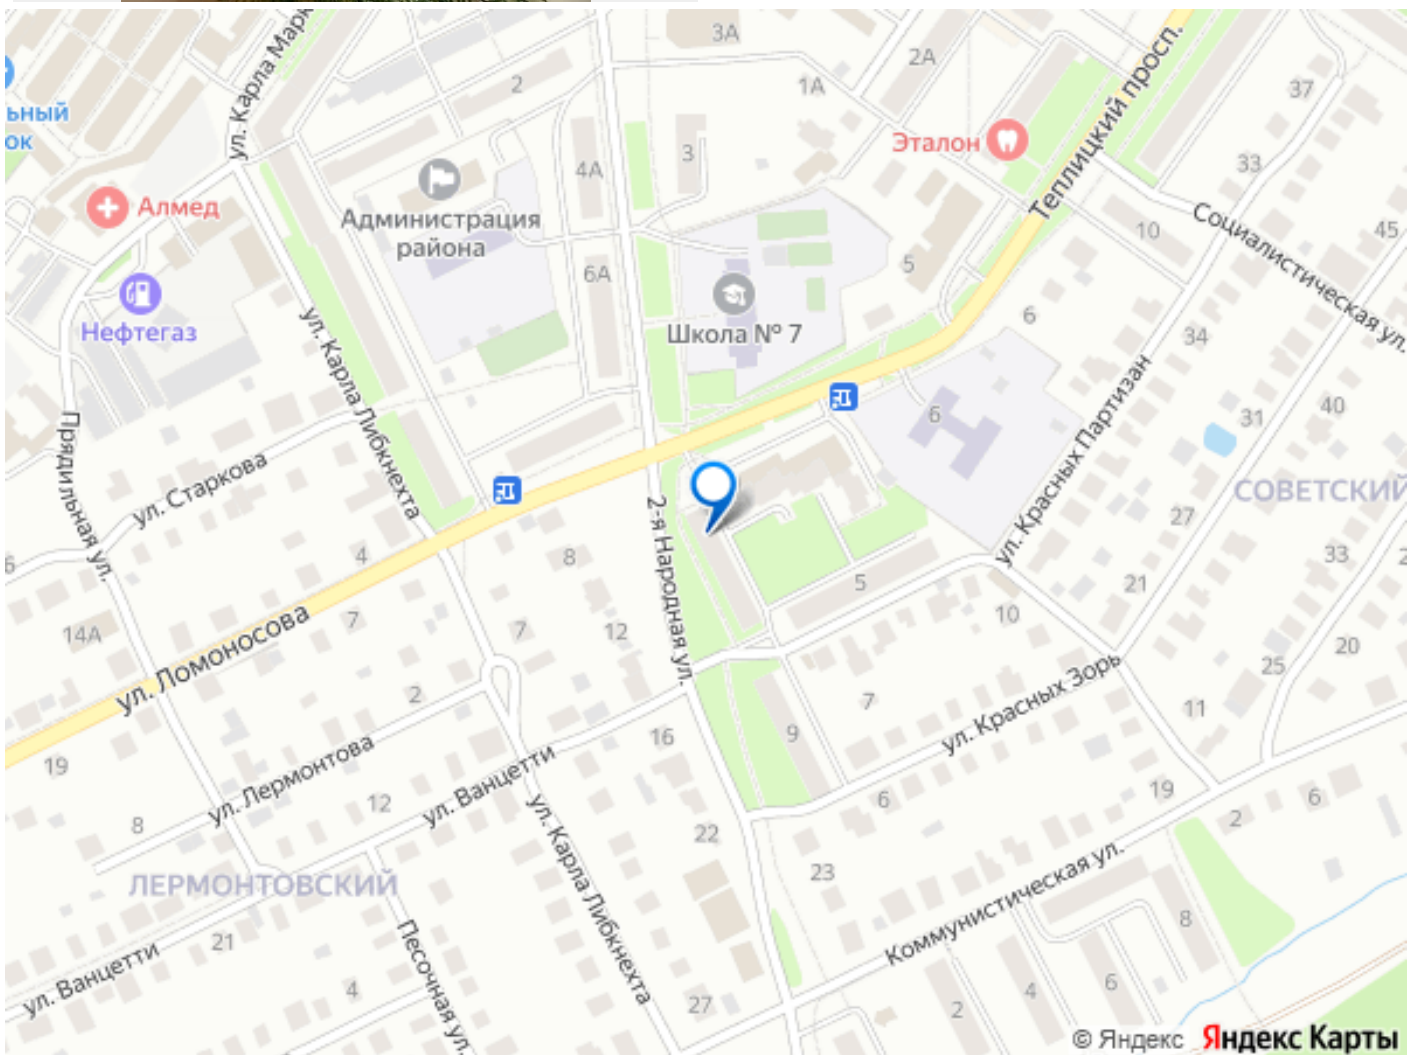 ул. Карла Марк
3А
2А
Теплицкий просп.
37
2
1А
ьный
ок
Эталон
3
4А
33
Алмед
Администрация
района
10
Социалистическая ул.
45
5
6А
Нефтегаз
Школа № 7
6
34
ул. Карла Либкнехта
ул. Красных Партизан
40
31
6
Прядильная ул.
ул. Старкова
СОВЕТСКИЙ
2-я Народная ул.
27
6
4
8
5
33
2
21
14А
7
7
12
10
ул. Ломоносова
2
20
25
ул. Красных Зорь
7
11
19
ул. Лермонтова
16
9
ул. Ванцетти
12
6
19
6
2
8
22
ул. Карла Либкнехта
ЛЕРМОНТОВСКИЙ
23
Коммунистическая ул.
8
21
Песочная ул.
ул. Ванцетти
4
27
2
4
6
© Яндекс Яндекс Карты